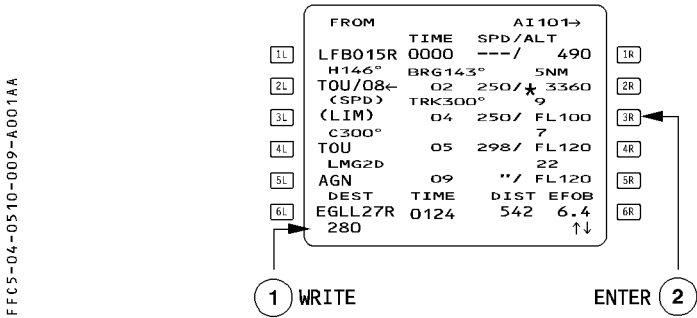 FROM AI101→
TIME SPD/ALT
1L LFBO15R 0000 ---/ 490 1R
H146° BRG143° 5NM
2L TOU/08← 02 250/* 3360 2R
(SPD) TRK300° 9
3L (LIM) 04 250/ FL100 3R
C300° 7
4L TOU 05 298/ FL120 4R
LMG2D 22
5L AGN 09 "/ FL120 5R
DEST TIME DIST EFOB
6L EGLL27R 0124 542 6.4 6R
280 ↑↓
1 WRITE ENTER 2
FFC5-04-0510-009-A001AA